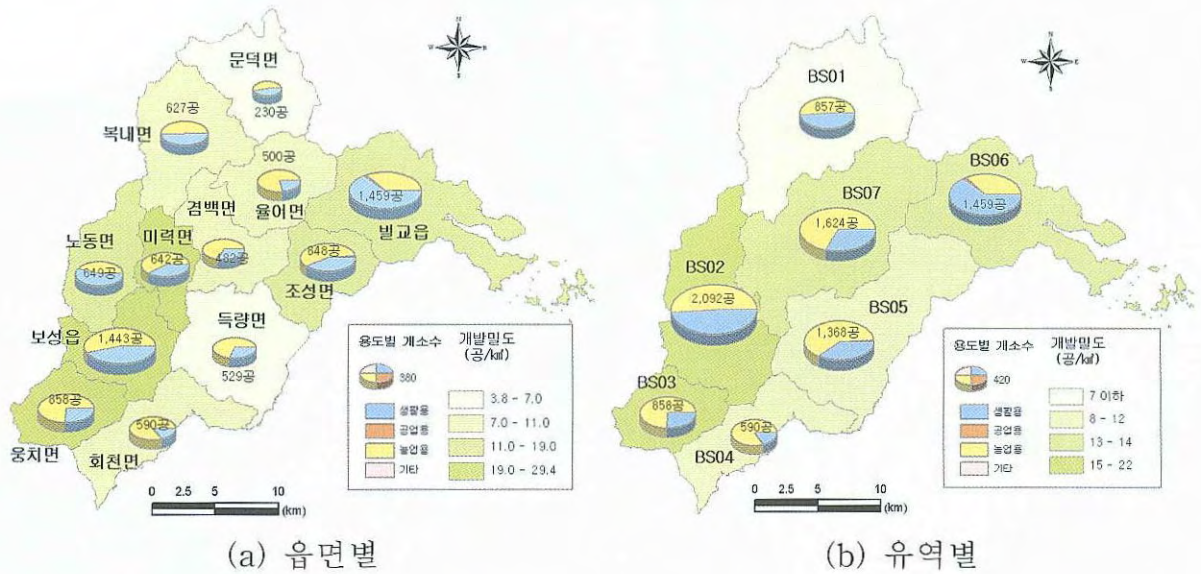 문덕면
230공
627공
복내면
500공
율어면
1,459공
벌교읍
겸백면
482공
노동면
649공
미력면
642공
848공
조성면
보성읍
1,443공
득량면
529공
858공
웅치면
590공
회천면
용도별 개소수
380
생활용
공업용
농업용
기타
개발밀도
(공/㎢)
3.8 - 7.0
7.0 - 11.0
11.0 - 19.0
19.0 - 29.4
0 2.5 5 10
(km)
(a) 읍면별
N
W E
S
BS01
857공
BS06
1,459공
BS07
1,624공
BS02
2,092공
BS05
1,368공
BS03
858공
590공
BS04
용도별 개소수
420
생활용
공업용
농업용
기타
개발밀도
(공/㎢)
7 이하
8 - 12
13 - 14
15 - 22
0 2.5 5 10
(km)
(b) 유역별